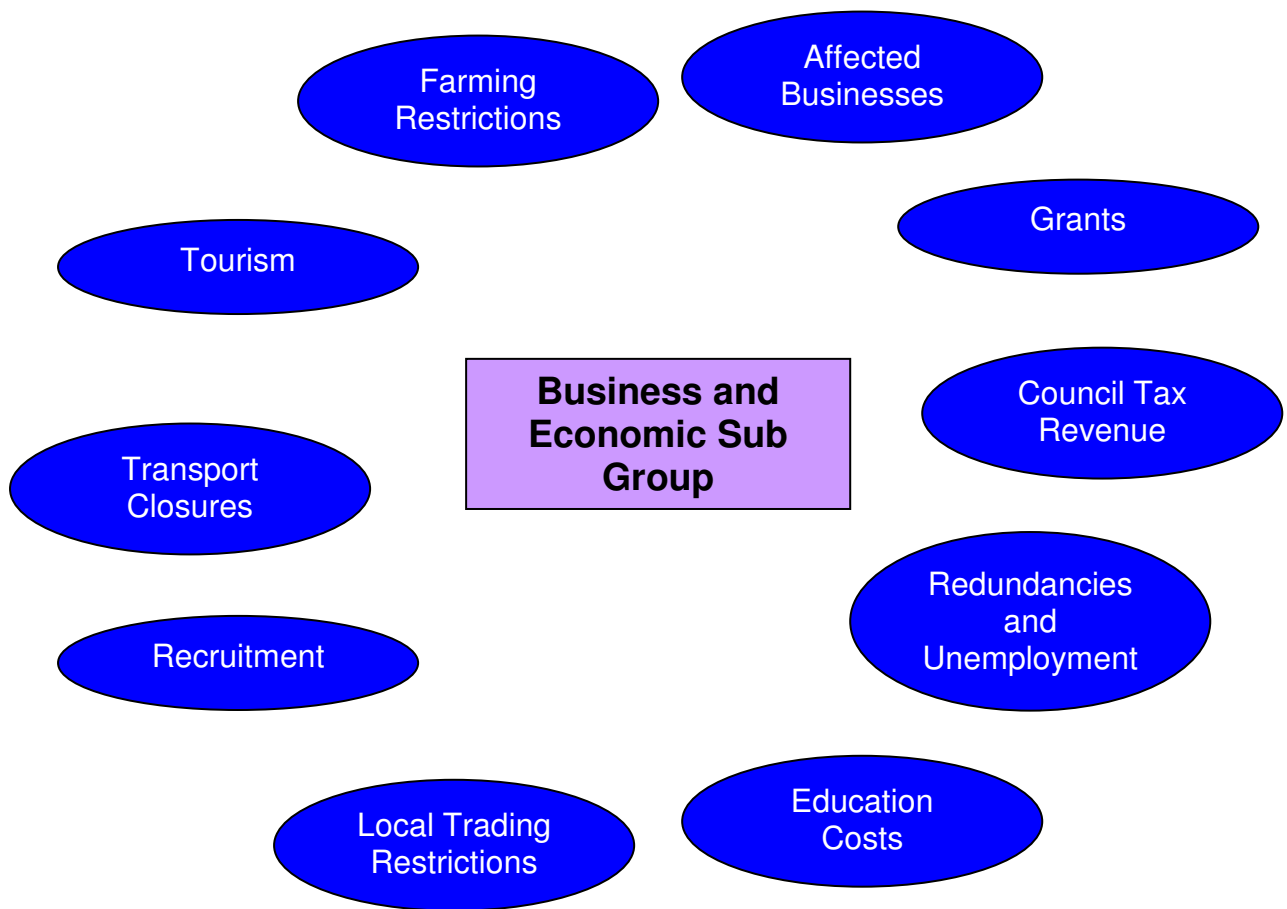 Farming
Restrictions
Affected
Businesses
Grants
Tourism
Business and
Economic Sub
Group
Council Tax
Revenue
Transport
Closures
Redundancies
and
Unemployment
Recruitment
Education
Costs
Local Trading
Restrictions